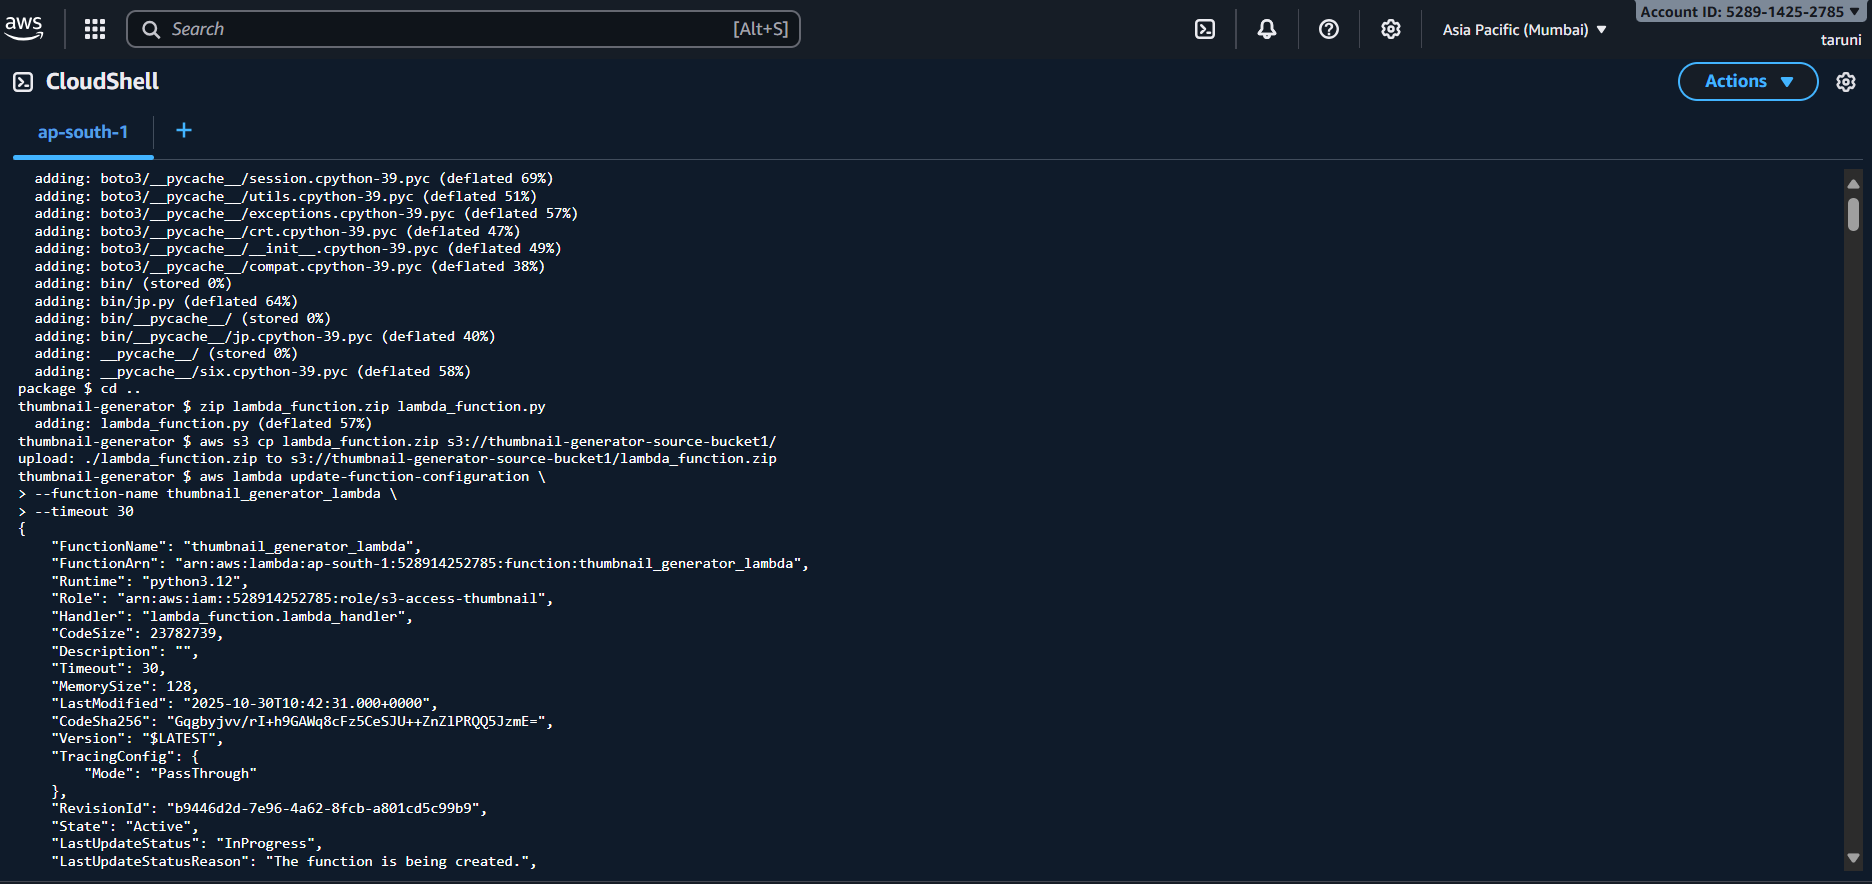 aws
Search [Alt+S]
Asia Pacific (Mumbai) ▼
Account ID: 5289-1425-2785 ▼
taruni
CloudShell
Actions ▼
ap-south-1 +
adding: boto3/__pycache__/session.cpython-39.pyc (deflated 69%)
adding: boto3/__pycache__/utils.cpython-39.pyc (deflated 51%)
adding: boto3/__pycache__/exceptions.cpython-39.pyc (deflated 57%)
adding: boto3/__pycache__/crt.cpython-39.pyc (deflated 47%)
adding: boto3/__pycache__/__init__.cpython-39.pyc (deflated 49%)
adding: boto3/__pycache__/compat.cpython-39.pyc (deflated 38%)
adding: bin/ (stored 0%)
adding: bin/jp.py (deflated 64%)
adding: bin/__pycache__/ (stored 0%)
adding: bin/__pycache__/jp.cpython-39.pyc (deflated 40%)
adding: __pycache__/ (stored 0%)
adding: __pycache__/six.cpython-39.pyc (deflated 58%)
package $ cd ..
thumbnail-generator $ zip lambda_function.zip lambda_function.py
adding: lambda_function.py (deflated 57%)
thumbnail-generator $ aws s3 cp lambda_function.zip s3://thumbnail-generator-source-bucket1/
upload: ./lambda_function.zip to s3://thumbnail-generator-source-bucket1/lambda_function.zip
thumbnail-generator $ aws lambda update-function-configuration \
> --function-name thumbnail_generator_lambda \
> --timeout 30
{
"FunctionName": "thumbnail_generator_lambda",
"FunctionArn": "arn:aws:lambda:ap-south-1:528914252785:function:thumbnail_generator_lambda",
"Runtime": "python3.12",
"Role": "arn:aws:iam::528914252785:role/s3-access-thumbnail",
"Handler": "lambda_function.lambda_handler",
"CodeSize": 23782739,
"Description": "",
"Timeout": 30,
"MemorySize": 128,
"LastModified": "2025-10-30T10:42:31.000+0000",
"CodeSha256": "Gqgbyjvv/rI+h9GAWq8cFz5CeSJU++ZnZlPRQQ5JzmE=",
"Version": "$LATEST",
"TracingConfig": {
"Mode": "PassThrough"
},
"RevisionId": "b9446d2d-7e96-4a62-8fcb-a801cd5c99b9",
"State": "Active",
"LastUpdateStatus": "InProgress",
"LastUpdateStatusReason": "The function is being created.",